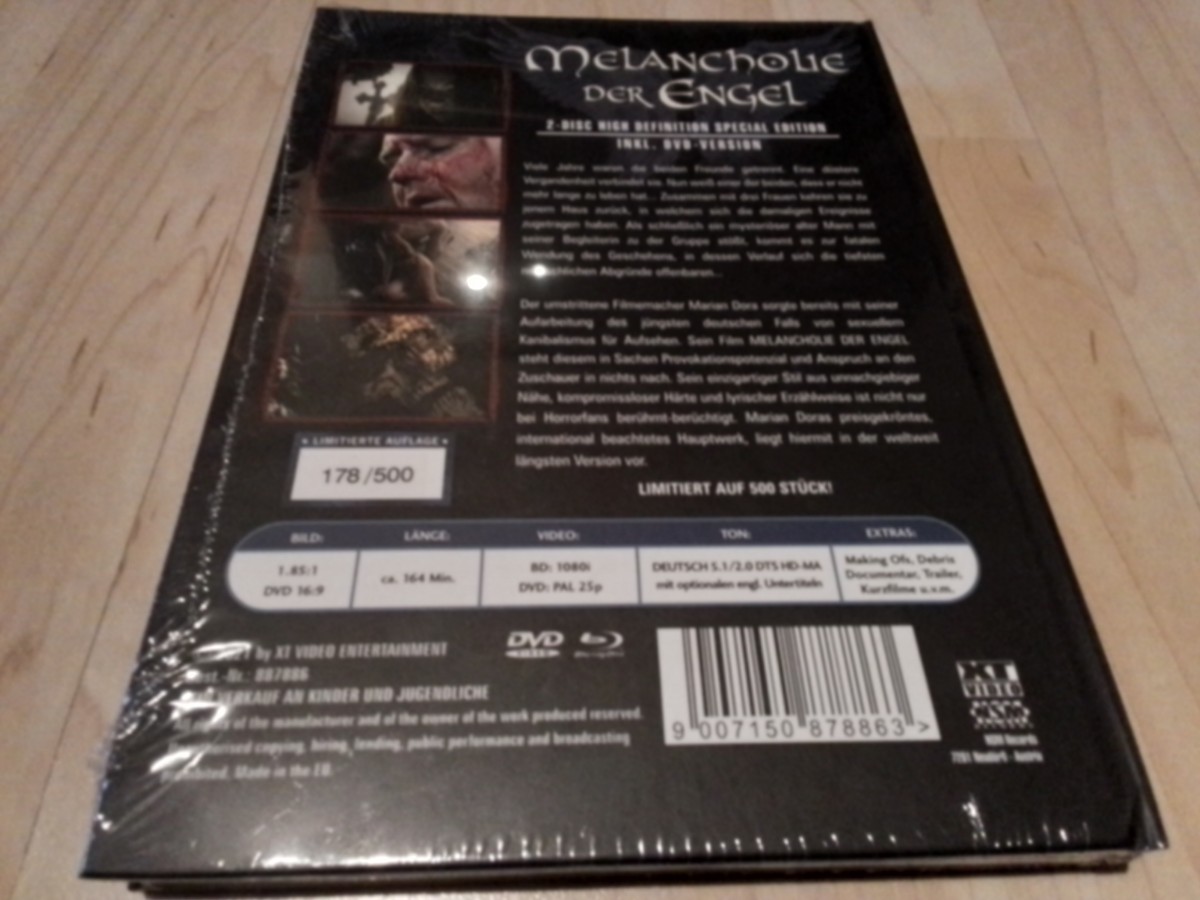 MELANCHOLIE
DER ENGEL
2-DISC HIGH DEFINITION SPECIAL EDITION
INKL. DVD-VERSION
Viele Jahre waren die beiden Freunde getrennt. Eine düstere
Vergangenheit verbindet sie. Nun weiß einer der beiden, dass er nicht
mehr lange zu leben hat... Zusammen mit drei Frauen kehren sie zu
jenem Haus zurück, in welchem sich die damaligen Ereignisse
zugetragen haben. Als schließlich ein mysteriöser alter Mann mit
seiner Begleiterin zu der Gruppe stößt, kommt es zur fatalen
Wendung des Geschehens, in dessen Verlauf sich die tiefsten
Abgründe offenbaren...
Der umstrittene Filmemacher Marian Dora sorgte bereits mit seiner
Aufarbeitung des jüngsten deutschen Falls von sexuellem
Kanibalismus für Aufsehen. Sein Film MELANCHOLIE DER ENGEL
steht diesem in Sachen Provokationspotenzial und Anspruch an den
Zuschauer in nichts nach. Sein einzigartiger Stil aus unnachgiebiger
Nähe, kompromissloser Härte und lyrischer Erzählweise ist nicht nur
bei Horrorfans berühmt-berüchtigt. Marian Doras preisgekröntes,
international beachtetes Hauptwerk, liegt hiermit in der weltweit
längsten Version vor.
LIMITIERT AUF 500 STÜCK!
LIMITIERTE AUFLAGE
178/500
BILD: LÄNGE: VIDEO: TON: EXTRAS:
1.85:1
DVD 16:9
ca. 164 Min.
BD: 1080i
DVD: PAL 25p
DEUTSCH 5.1/2.0 DTS HD-MA
mit optionalen engl. Untertiteln
Making Ofs, Debris
Documentar, Trailer,
Kurzfilme u.v.m.
by XT VIDEO ENTERTAINMENT
887886
VERKAUF AN KINDER UND JUGENDLICHE
of the manufacturer and of the owner of the work produced reserved.
copying, hiring, lending, public performance and broadcasting
Made in the EU.
DVD VIDEO
9 007150 878863 >
XT
VIDEO